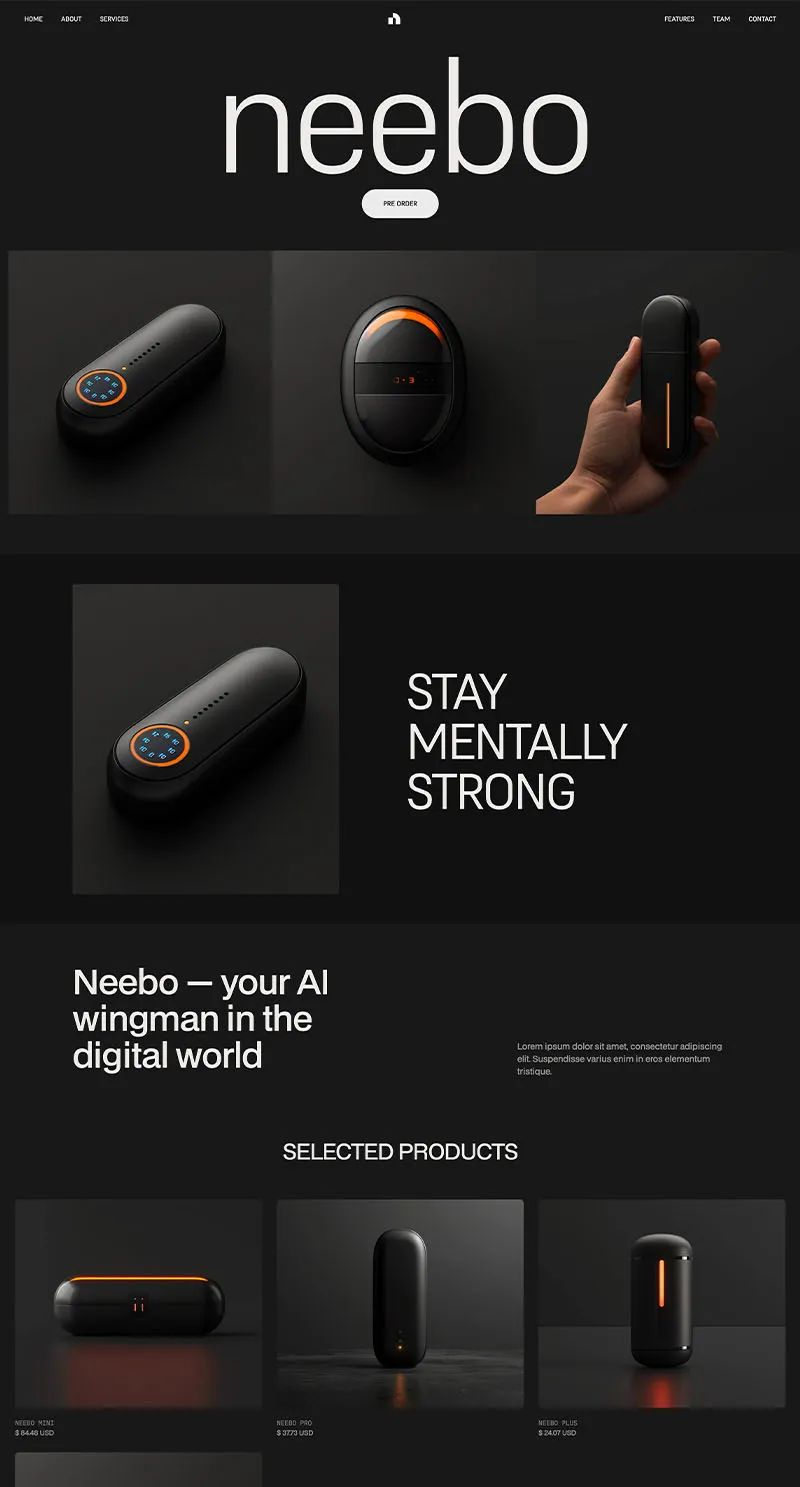 HOME ABOUT SERVICES FEATURES TEAM CONTACT
neebo
PRE ORDER
STAY
MENTALLY
STRONG
Neebo — your AI
wingman in the
digital world
Lorem ipsum dolor sit amet, consectetur adipiscing
elit. Suspendisse varius enim in eros elementum
tristique.
SELECTED PRODUCTS
NEEBO MINI
$ 84.48 USD
NEEBO PRO
$ 37.73 USD
NEEBO PLUS
$ 24.07 USD